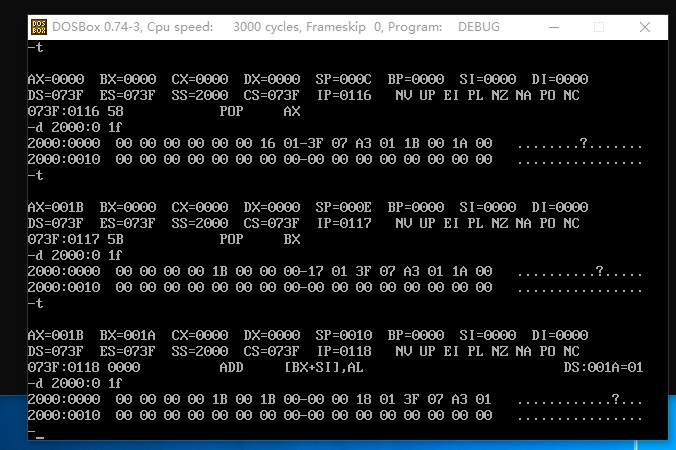 DOS BOX DOSBox 0.74-3, Cpu speed: 3000 cycles, Frameskip 0, Program: DEBUG
-t
AX=0000 BX=0000 CX=0000 DX=0000 SP=000C BP=0000 SI=0000 DI=0000
DS=073F ES=073F SS=2000 CS=073F IP=0116 NV UP EI PL NZ NA PO NC
073F:0116 58 POP AX
-d 2000:0 1f
2000:0000 00 00 00 00 00 00 16 01-3F 07 A3 01 1B 00 1A 00 ........?.......
2000:0010 00 00 00 00 00 00 00 00-00 00 00 00 00 00 00 00 ................
-t
AX=001B BX=0000 CX=0000 DX=0000 SP=000E BP=0000 SI=0000 DI=0000
DS=073F ES=073F SS=2000 CS=073F IP=0117 NV UP EI PL NZ NA PO NC
073F:0117 5B POP BX
-d 2000:0 1f
2000:0000 00 00 00 00 1B 00 00 00-17 01 3F 07 A3 01 1A 00 ..........?.....
2000:0010 00 00 00 00 00 00 00 00-00 00 00 00 00 00 00 00 ................
-t
AX=001B BX=001A CX=0000 DX=0000 SP=0010 BP=0000 SI=0000 DI=0000
DS=073F ES=073F SS=2000 CS=073F IP=0118 NV UP EI PL NZ NA PO NC
073F:0118 0000 ADD [BX+SI],AL DS:001A=01
-d 2000:0 1f
2000:0000 00 00 00 00 1B 00 1B 00-00 00 18 01 3F 07 A3 01 ............?...
2000:0010 00 00 00 00 00 00 00 00-00 00 00 00 00 00 00 00 ................
-_